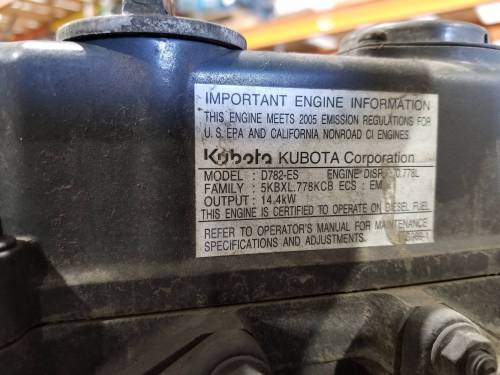 IMPORTANT ENGINE INFORMATION
THIS ENGINE MEETS 2005 EMISSION REGULATIONS FOR
U.S. EPA AND CALIFORNIA NONROAD CI ENGINES.
Kubota KUBOTA Corporation
MODEL : D782-ES ENGINE DISP. : 0.778L
FAMILY : 5KBXL.778KCB ECS : EM
OUTPUT : 14.4kW
THIS ENGINE IS CERTIFIED TO OPERATE ON DIESEL FUEL
REFER TO OPERATOR'S MANUAL FOR MAINTENANCE
SPECIFICATIONS AND ADJUSTMENTS.